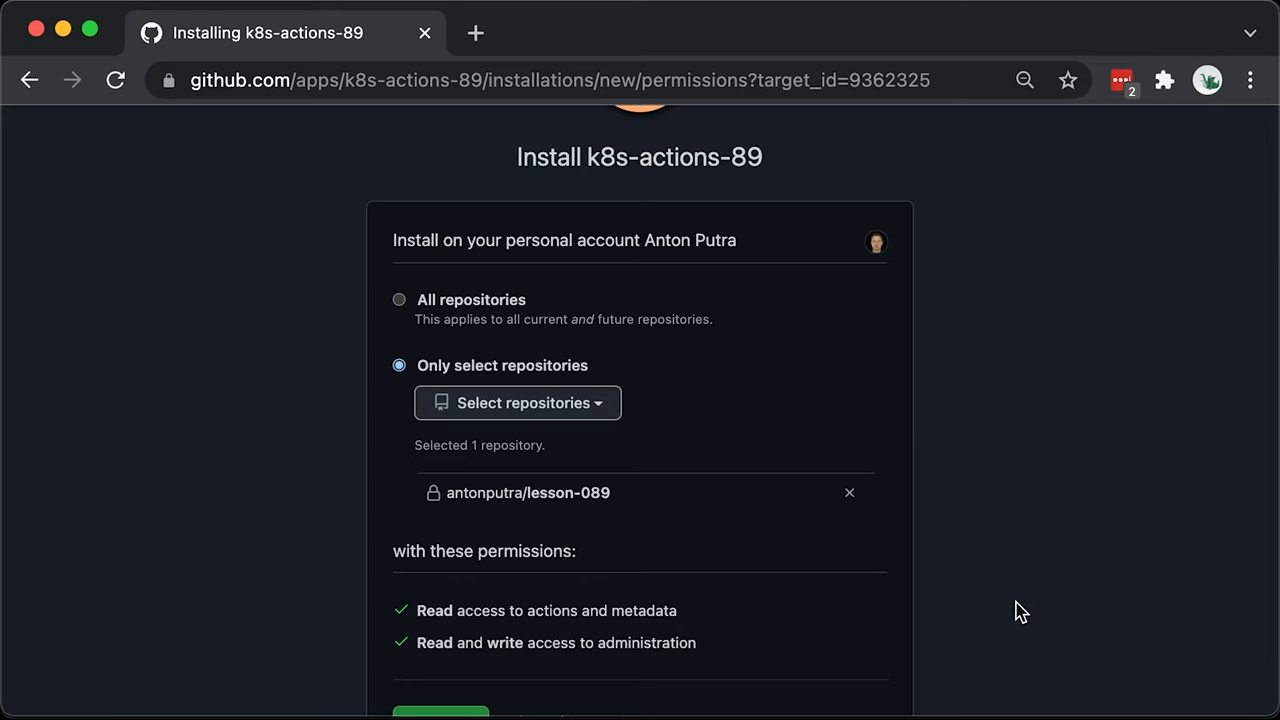 Installing k8s-actions-89
github.com/apps/k8s-actions-89/installations/new/permissions?target_id=9362325
2
Install k8s-actions-89
Install on your personal account Anton Putra
All repositories
This applies to all current and future repositories.
Only select repositories
Select repositories
Selected 1 repository.
antonputra/lesson-089
with these permissions:
Read access to actions and metadata
Read and write access to administration